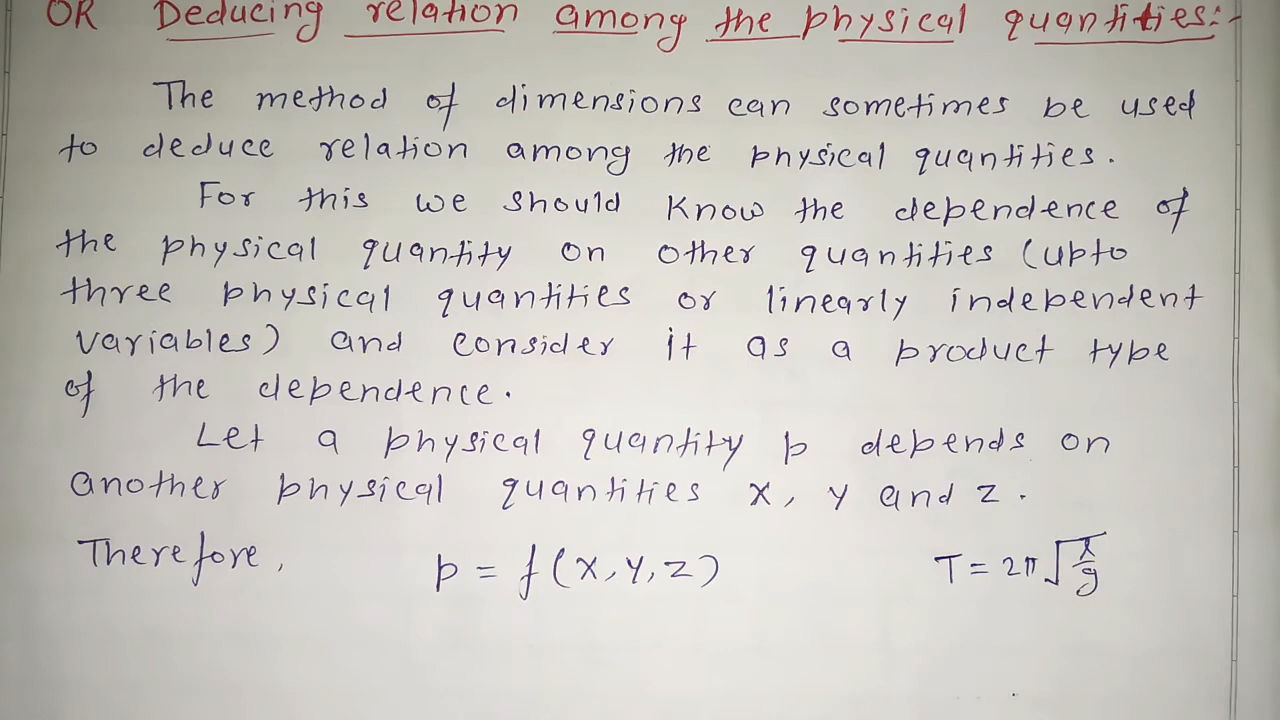 OR Deducing relation among the physical quantities:-
The method of dimensions can sometimes be used
to deduce relation among the physical quantities.
For this we should know the dependence of
the physical quantity on other quantities (upto
three physical quantities or linearly independent
variables) and consider it as a product type
of the dependence.
Let a physical quantity p depends on
another physical quantities x, y and z.
Therefore, p = f(x, y, z) T = 2π√(l/g)